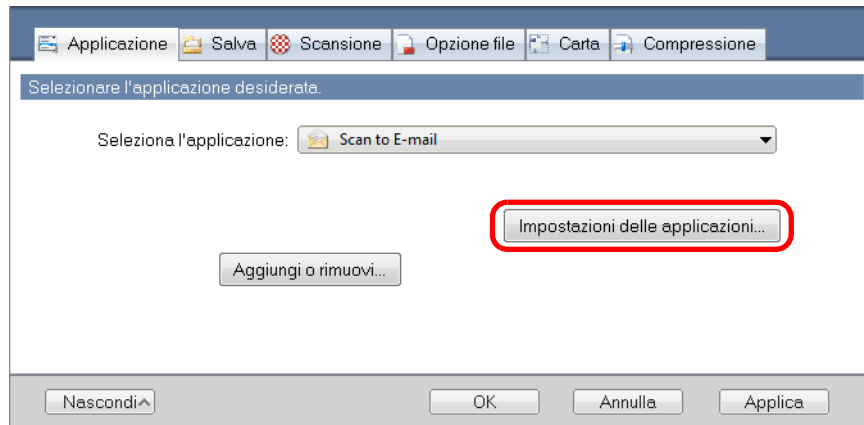 Applicazione Salva Scansione Opzione file Carta Compressione
Selezionare l'applicazione desiderata.
Seleziona l'applicazione: Scan to E-mail
Impostazioni delle applicazioni...
Aggiungi o rimuovi...
Nascondi OK Annulla Applica